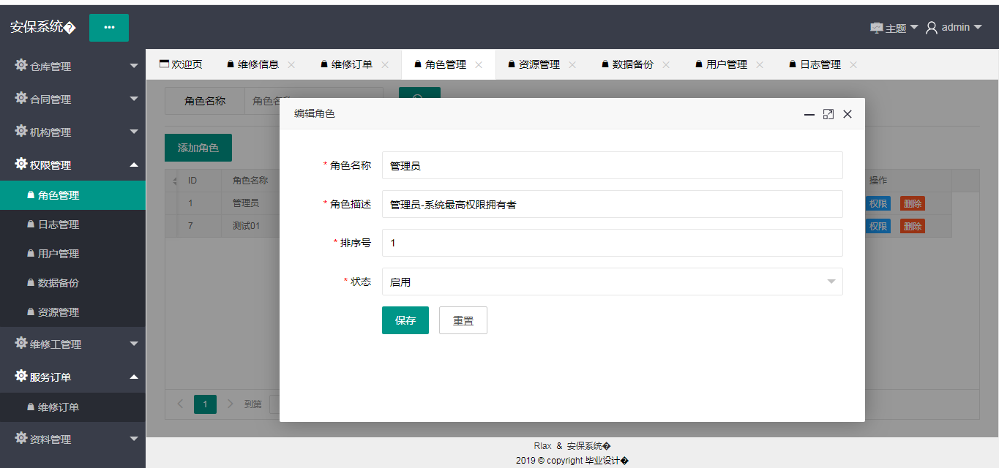 安保系统�
主题 admin
仓库管理
合同管理
机构管理
权限管理
角色管理
日志管理
用户管理
数据备份
资源管理
维修工管理
服务订单
维修订单
资料管理
欢迎页 维修信息 维修订单 角色管理 资源管理 数据备份 用户管理 日志管理
角色名称 角色名
添加角色
ID 角色名称 操作
1 管理员 权限 删除
7 测试01 权限 删除
1 到第
编辑角色
* 角色名称 管理员
* 角色描述 管理员-系统最高权限拥有者
* 排序号 1
* 状态 启用
保存 重置
Rlax & 安保系统�
2019 © copyright 毕业设计�